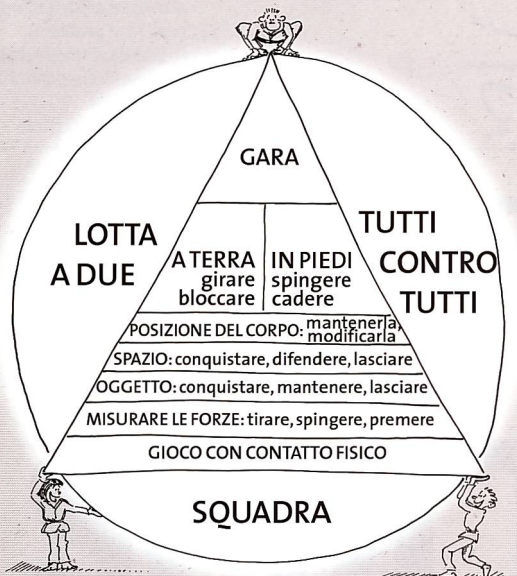 GARA
LOTTA
A DUE
TUTTI
CONTRO
TUTTI
A TERRA
girare
bloccare
IN PIEDI
spingere
cadere
POSIZIONE DEL CORPO: mantenerla,
modificarla
SPAZIO: conquistare, difendere, lasciare
OGGETTO: conquistare, mantenere, lasciare
MISURARE LE FORZE: tirare, spingere, premere
GIOCO CON CONTATTO FISICO
SQUADRA